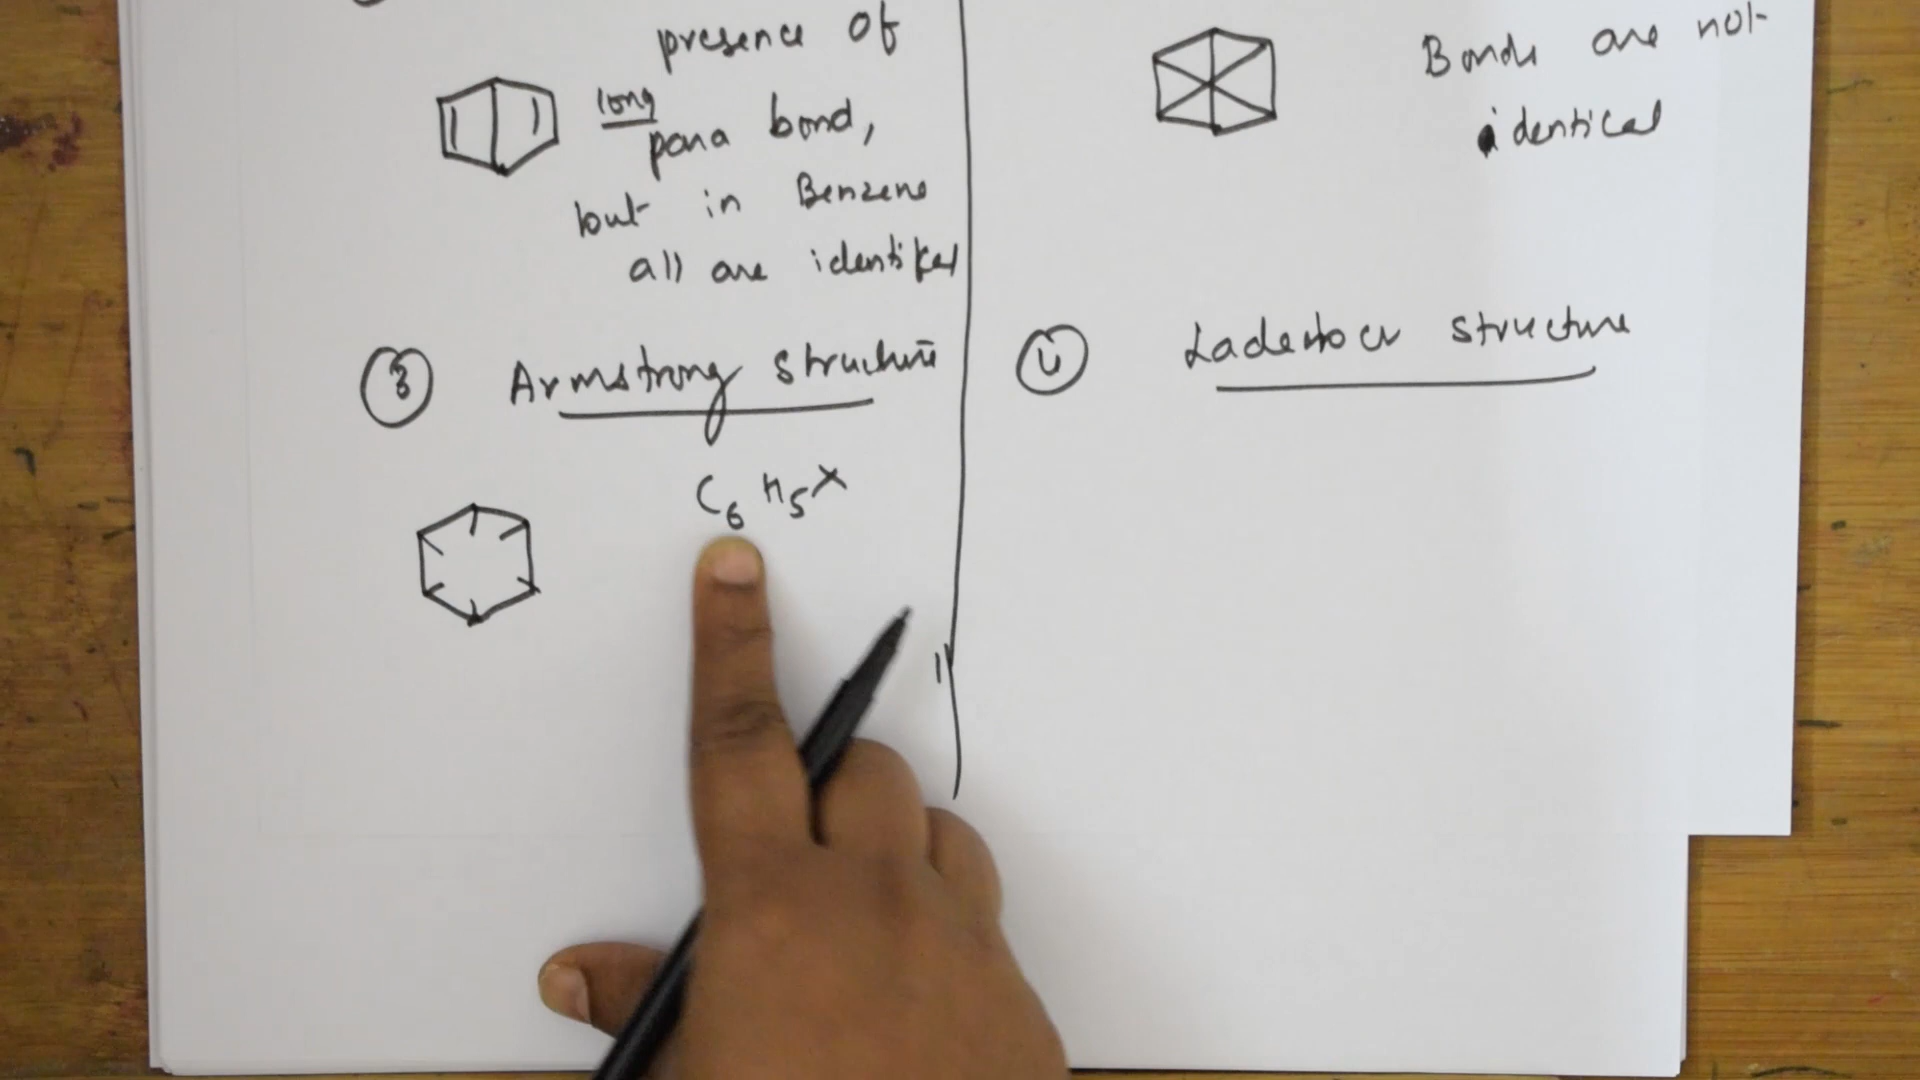 presence of
long
para bond,
but in Benzene
all are identical
Bonds are not
identical
3 Armstrong structure
C6H5X
4 Ladenbor structure